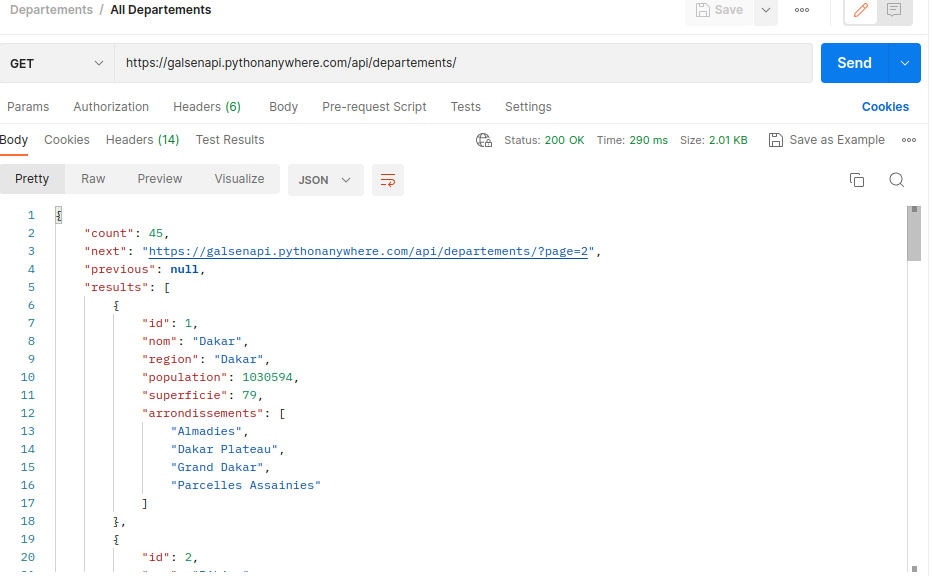 Departements / All Departements Save
GET https://galsenapi.pythonanywhere.com/api/departements/ Send
Params Authorization Headers (6) Body Pre-request Script Tests Settings Cookies
Body Cookies Headers (14) Test Results Status: 200 OK Time: 290 ms Size: 2.01 KB Save as Example
Pretty Raw Preview Visualize JSON
1 {
2 "count": 45,
3 "next": "https://galsenapi.pythonanywhere.com/api/departements/?page=2",
4 "previous": null,
5 "results": [
6 {
7 "id": 1,
8 "nom": "Dakar",
9 "region": "Dakar",
10 "population": 1030594,
11 "superficie": 79,
12 "arrondissements": [
13 "Almadies",
14 "Dakar Plateau",
15 "Grand Dakar",
16 "Parcelles Assainies"
17 ]
18 },
19 {
20 "id": 2,